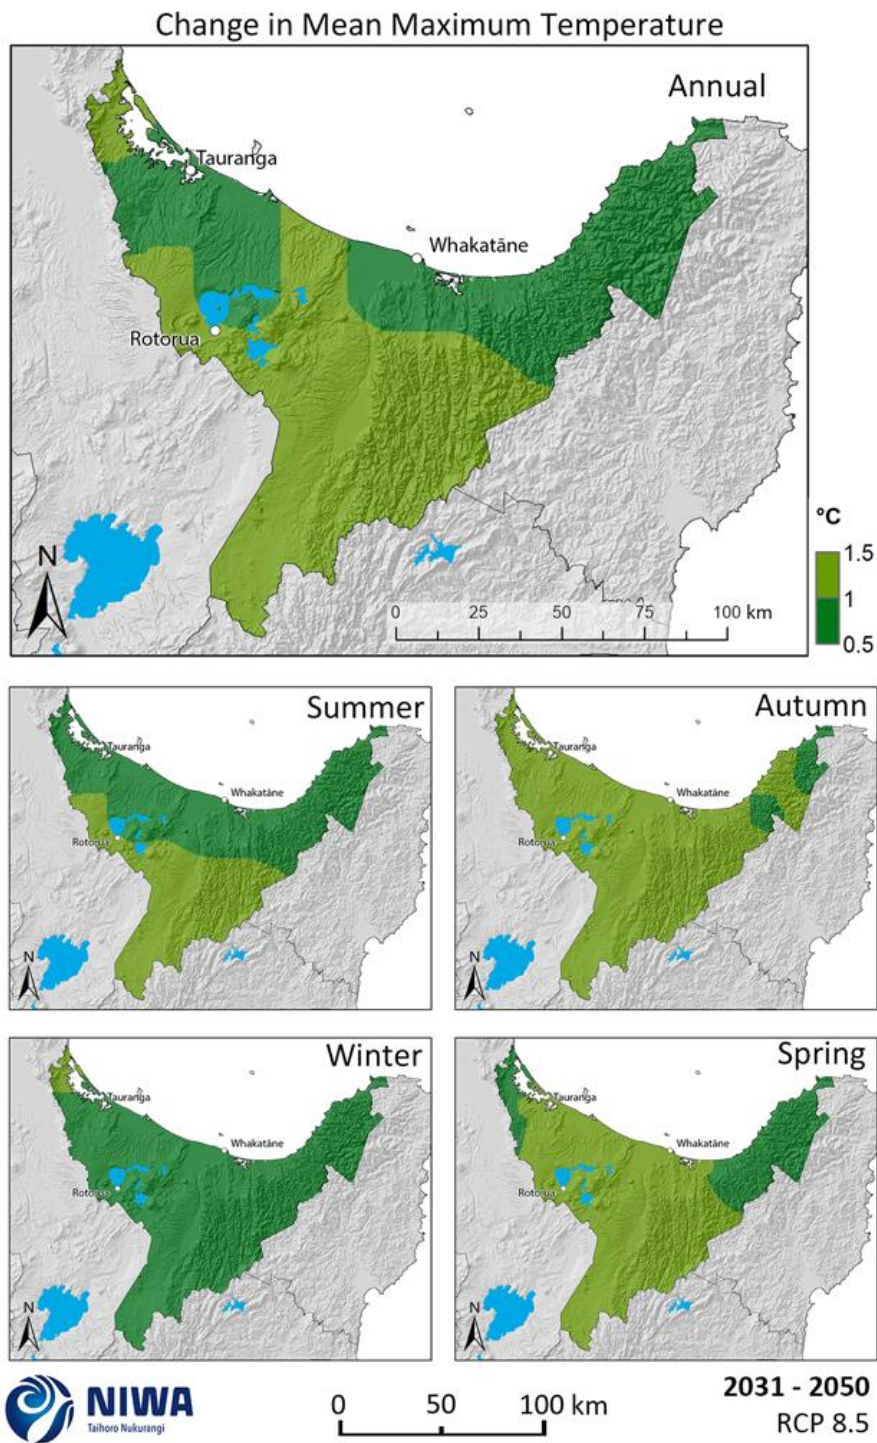 Change in Mean Maximum Temperature
Annual
Tauranga
Whakatāne
Rotorua
°C
1.5
1
0.5
N
0 25 50 75 100 km
Summer
Tauranga
Whakatāne
Rotorua
N
Autumn
Tauranga
Whakatāne
Rotorua
N
Winter
Tauranga
Whakatāne
Rotorua
N
Spring
Tauranga
Whakatāne
Rotorua
N
NIWA
Taihoro Nukurangi
0 50 100 km
2031 - 2050
RCP 8.5